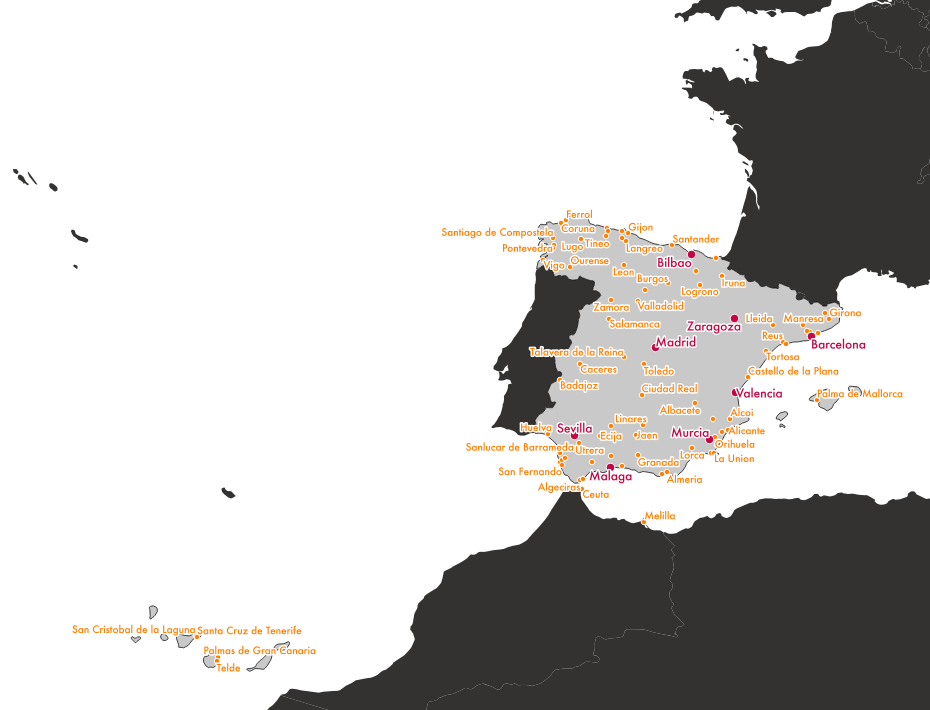 Ferrol
Coruna
Gijon
Santiago de Compostela
Santander
Lugo
Tineo
Pontevedra
Langreo
Vigo
Ourense
Bilbao
Leon
Burgos
Iruna
Logrono
Zamora
Valladolid
Girona
Salamanca
Zaragoza
Lleida
Manresa
Reus
Barcelona
Madrid
Talavera de la Reina
Tortosa
Caceres
Toledo
Castello de la Plana
Badajoz
Ciudad Real
Valencia
Palma de Mallorca
Albacete
Alcoi
Linares
Huelva
Sevilla
Ecija
Jaen
Murcia
Alicante
Orihuela
Sanlucar de Barrameda
Utrera
Lorca
La Union
Granada
San Fernando
Malaga
Almeria
Algeciras
Ceuta
Melilla
San Cristobal de la Laguna
Santa Cruz de Tenerife
Palmas de Gran Canaria
Telde